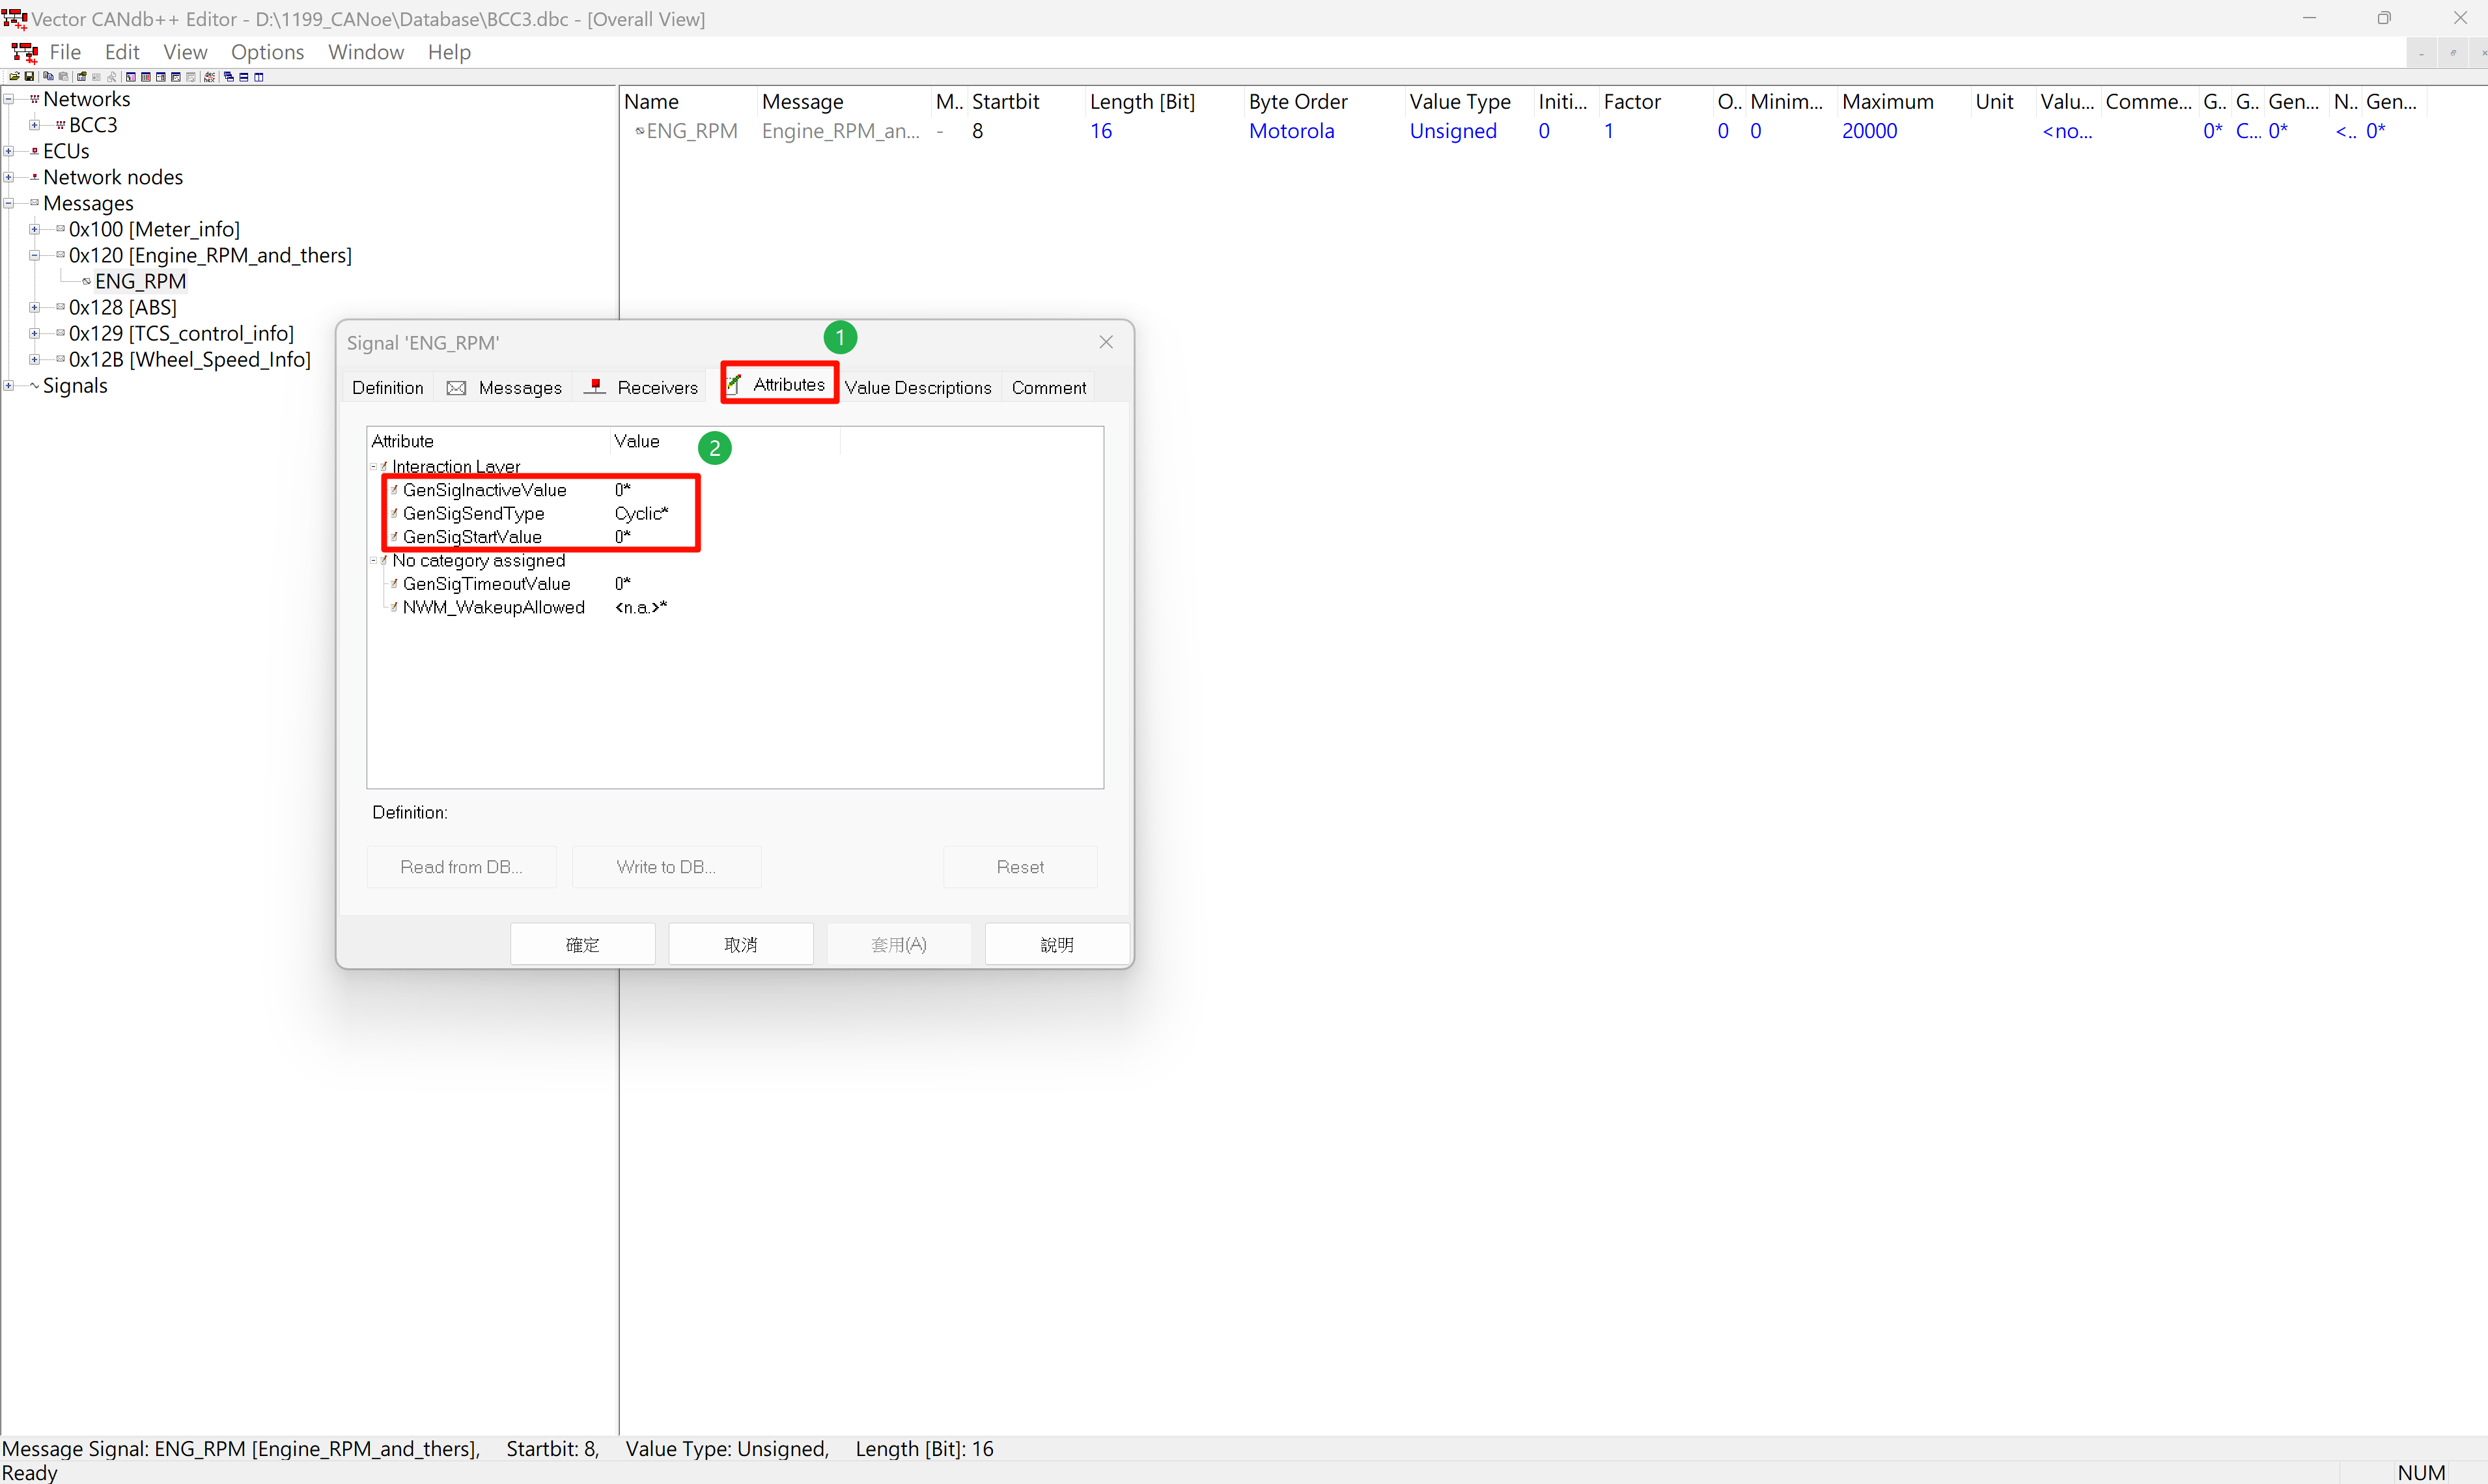 Vector CANdb++ Editor - D:\1199_CANoe\Database\BCC3.dbc - [Overall View]
File Edit View Options Window Help
Networks
BCC3
ECUs
Network nodes
Messages
0x100 [Meter_info]
0x120 [Engine_RPM_and_thers]
ENG_RPM
0x128 [ABS]
0x129 [TCS_control_info]
0x12B [Wheel_Speed_Info]
Signals
Name Message M.. Startbit Length [Bit] Byte Order Value Type Initi... Factor O.. Minim... Maximum Unit Valu... Comme... G.. G.. Gen... N.. Gen...
ENG_RPM Engine_RPM_an... - 8 16 Motorola Unsigned 0 1 0 0 20000 <no... 0* C... 0* <.. 0*
Signal 'ENG_RPM'
1
Definition Messages Receivers Attributes Value Descriptions Comment
Attribute Value
2
Interaction Layer
GenSigInactiveValue 0*
GenSigSendType Cyclic*
GenSigStartValue 0*
No category assigned
GenSigTimeoutValue 0*
NWM_WakeupAllowed <n.a.>*
Definition:
Read from DB... Write to DB... Reset
確定 取消 套用(A) 說明
Message Signal: ENG_RPM [Engine_RPM_and_thers], Startbit: 8, Value Type: Unsigned, Length [Bit]: 16
Ready NUM